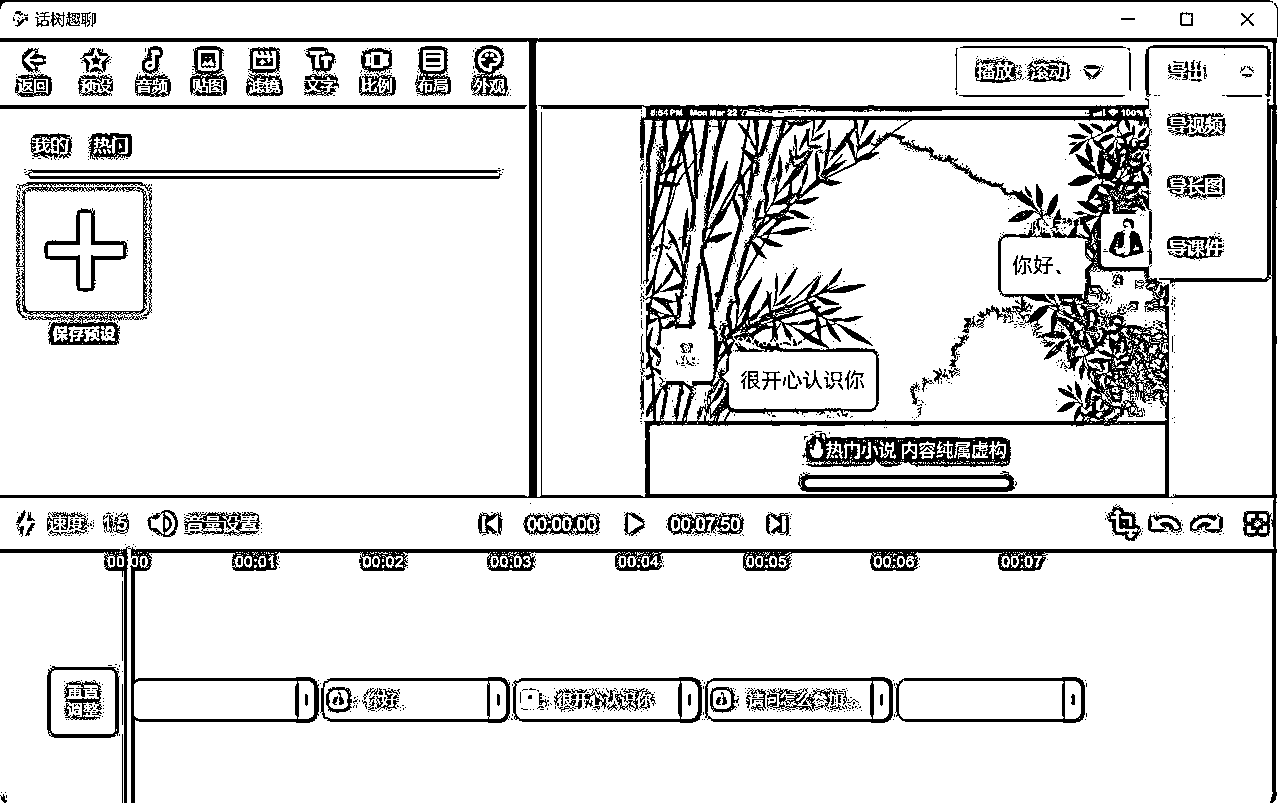 话树趣聊
返回 预设 音频 贴图 滤镜 文字 比例 布局 外观
播放: 滚动
导出
导视频
导长图
导课件
我的 热门
保存预设
你好、
很开心认识你
热门小说 内容纯属虚构
速度: 1.5 音量设置
00:00.00
00:07.50
00:00 00:01 00:02 00:03 00:04 00:05 00:06 00:07
垂直
调整
你好、
很开心认识你
请问怎么参加...